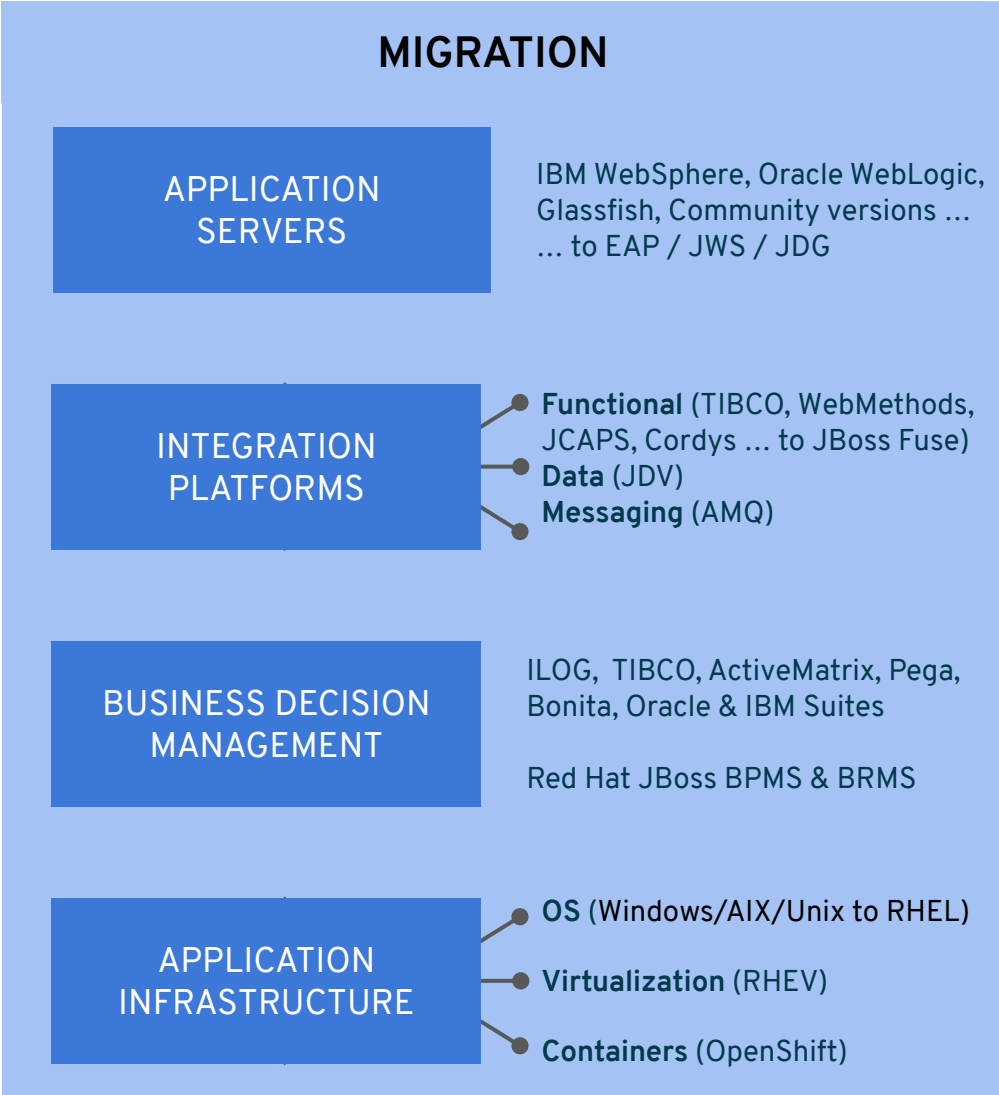 MIGRATION
APPLICATION
SERVERS
IBM WebSphere, Oracle WebLogic,
Glassfish, Community versions …
… to EAP / JWS / JDG
INTEGRATION
PLATFORMS
Functional (TIBCO, WebMethods,
JCAPS, Cordys … to JBoss Fuse)
Data (JDV)
Messaging (AMQ)
BUSINESS DECISION
MANAGEMENT
ILOG,  TIBCO, ActiveMatrix, Pega,
Bonita, Oracle & IBM Suites
Red Hat JBoss BPMS & BRMS
APPLICATION
INFRASTRUCTURE
OS (Windows/AIX/Unix to RHEL)
Virtualization (RHEV)
Containers (OpenShift)